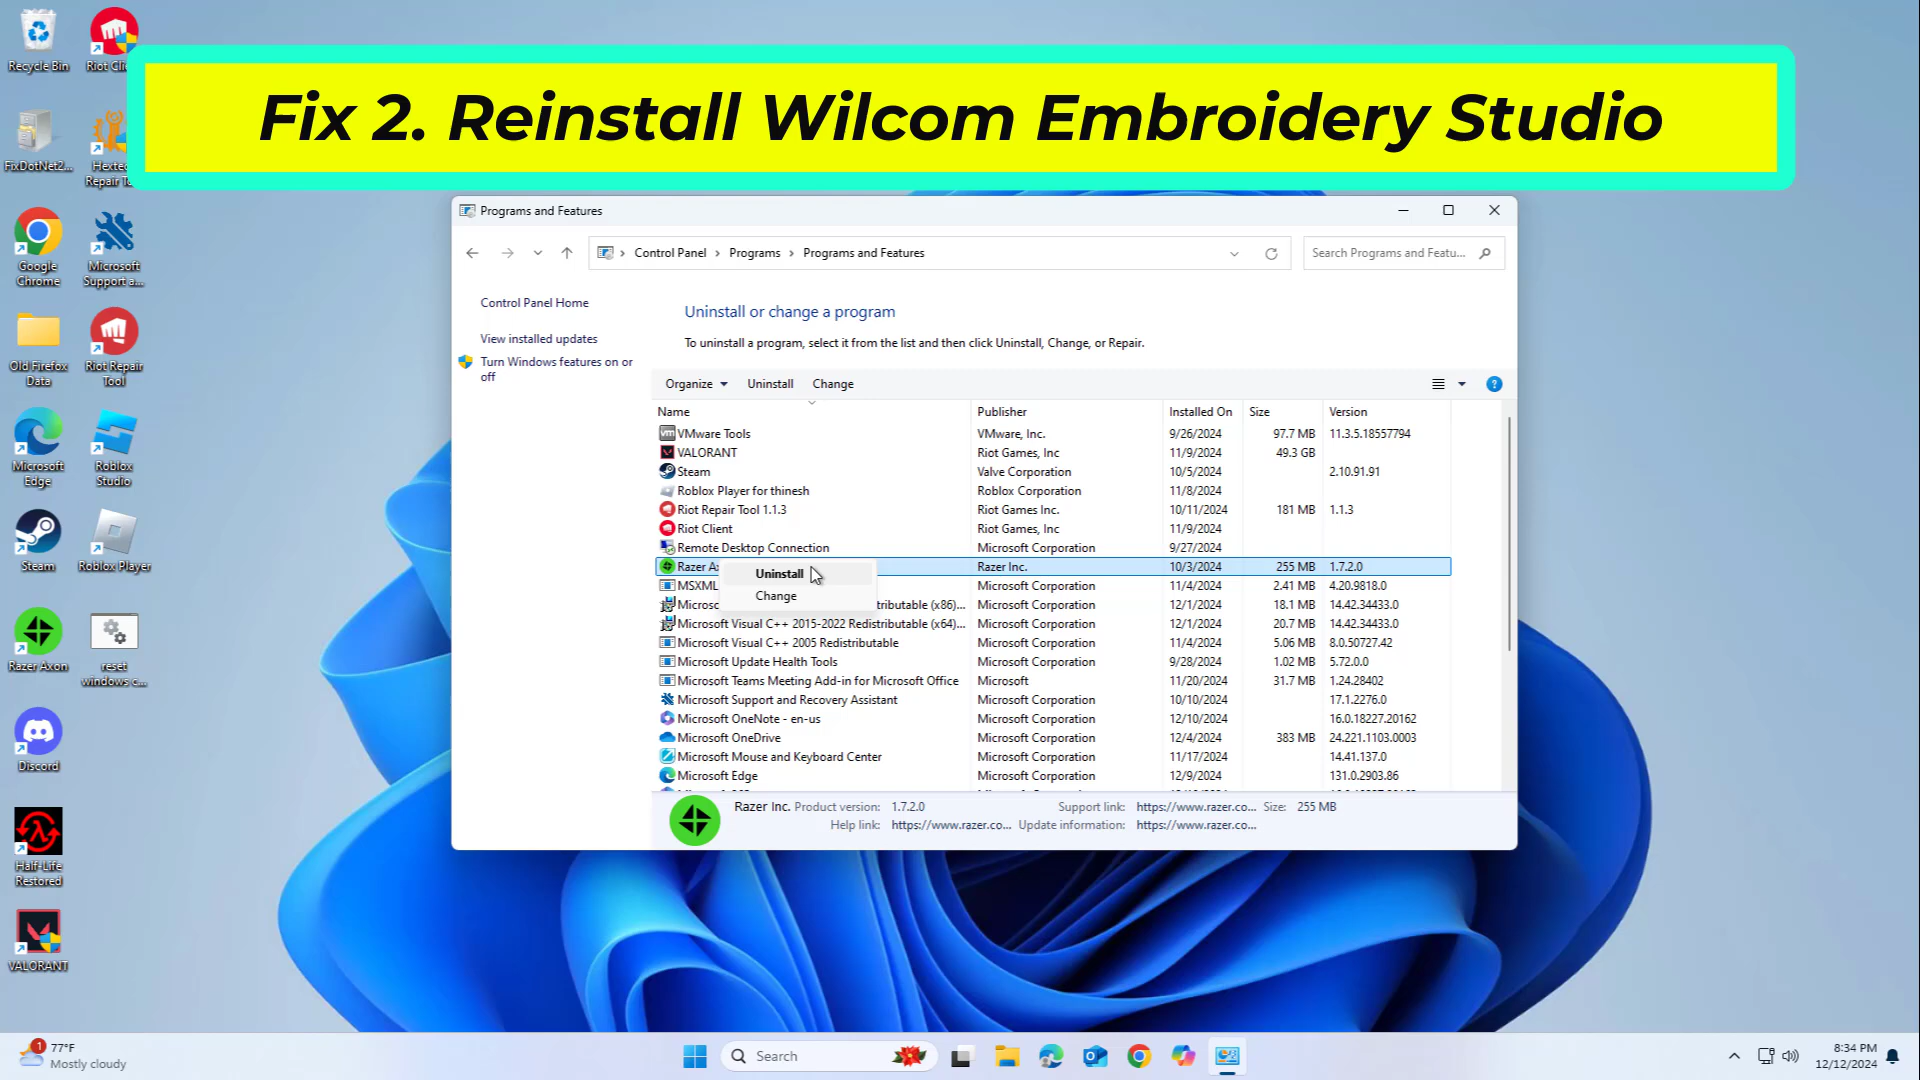 Recycle Bin
Riot Cli
FixDotNet2...
Hextec
Repair To
Google
Chrome
Microsoft
Support a...
Old Firefox
Data
Riot Repair
Tool
Microsoft
Edge
Roblox
Studio
Steam
Roblox Player
Razer Axon
reset
windows c...
Discord
Half-Life
Restored
VALORANT
Fix 2. Reinstall Wilcom Embroidery Studio
Programs and Features
Control Panel > Programs > Programs and Features
Search Programs and Featu...
Control Panel Home
View installed updates
Turn Windows features on or
off
Uninstall or change a program
To uninstall a program, select it from the list and then click Uninstall, Change, or Repair.
Organize Uninstall Change
Name Publisher Installed On Size Version
VMware Tools VMware, Inc. 9/26/2024 97.7 MB 11.3.5.18557794
VALORANT Riot Games, Inc 11/9/2024 49.3 GB
Steam Valve Corporation 10/5/2024 2.10.91.91
Roblox Player for thinesh Roblox Corporation 11/8/2024
Riot Repair Tool 1.1.3 Riot Games Inc. 10/11/2024 181 MB 1.1.3
Riot Client Riot Games, Inc 11/9/2024
Remote Desktop Connection Microsoft Corporation 9/27/2024
Razer Ax Razer Inc. 10/3/2024 255 MB 1.7.2.0
MSXML Microsoft Corporation 11/4/2024 2.41 MB 4.20.9818.0
Microsc tributable (x86)... Microsoft Corporation 12/1/2024 18.1 MB 14.42.34433.0
Microsoft Visual C++ 2015-2022 Redistributable (x64)... Microsoft Corporation 12/1/2024 20.7 MB 14.42.34433.0
Microsoft Visual C++ 2005 Redistributable Microsoft Corporation 11/4/2024 5.06 MB 8.0.50727.42
Microsoft Update Health Tools Microsoft Corporation 9/28/2024 1.02 MB 5.72.0.0
Microsoft Teams Meeting Add-in for Microsoft Office Microsoft 11/20/2024 31.7 MB 1.24.28402
Microsoft Support and Recovery Assistant Microsoft Corporation 10/10/2024 17.1.2276.0
Microsoft OneNote - en-us Microsoft Corporation 12/10/2024 16.0.18227.20162
Microsoft OneDrive Microsoft Corporation 12/4/2024 383 MB 24.221.1103.0003
Microsoft Mouse and Keyboard Center Microsoft Corporation 11/17/2024 14.41.137.0
Microsoft Edge Microsoft Corporation 12/9/2024 131.0.2903.86
Uninstall
Change
Razer Inc. Product version: 1.7.2.0 Support link: https://www.razer.co... Size: 255 MB
Help link: https://www.razer.co... Update information: https://www.razer.co...
1
77°F
Mostly cloudy
Search
8:34 PM
12/12/2024